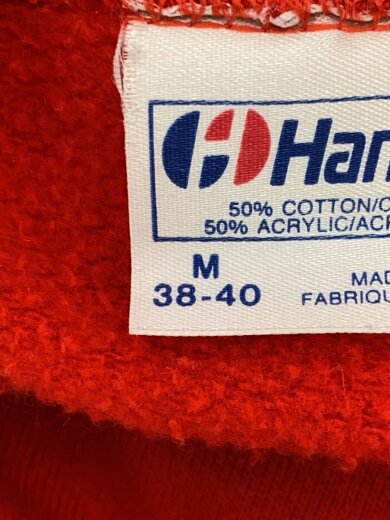 Han
50% COTTON/C
50% ACRYLIC/ACR
M
38-40
MAD
FABRIQU